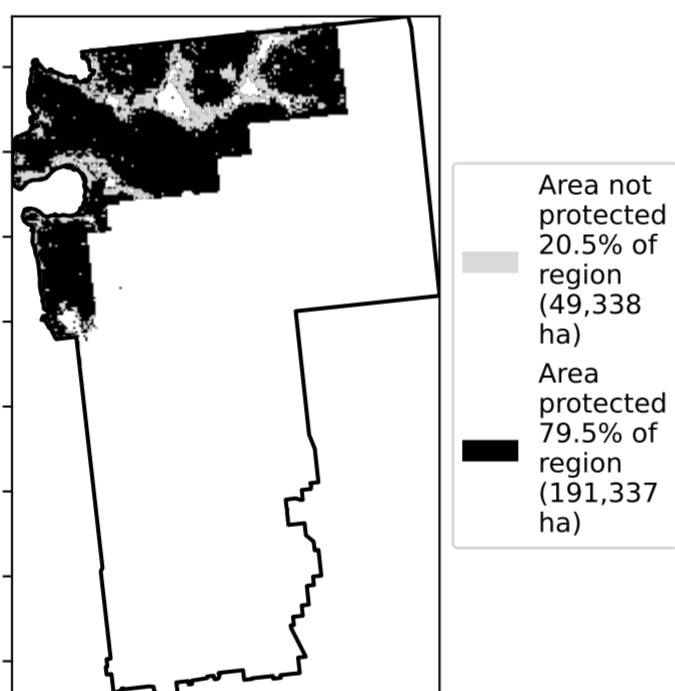 Area not
protected
20.5% of
region
(49,338
ha)
Area
protected
79.5% of
region
(191,337
ha)